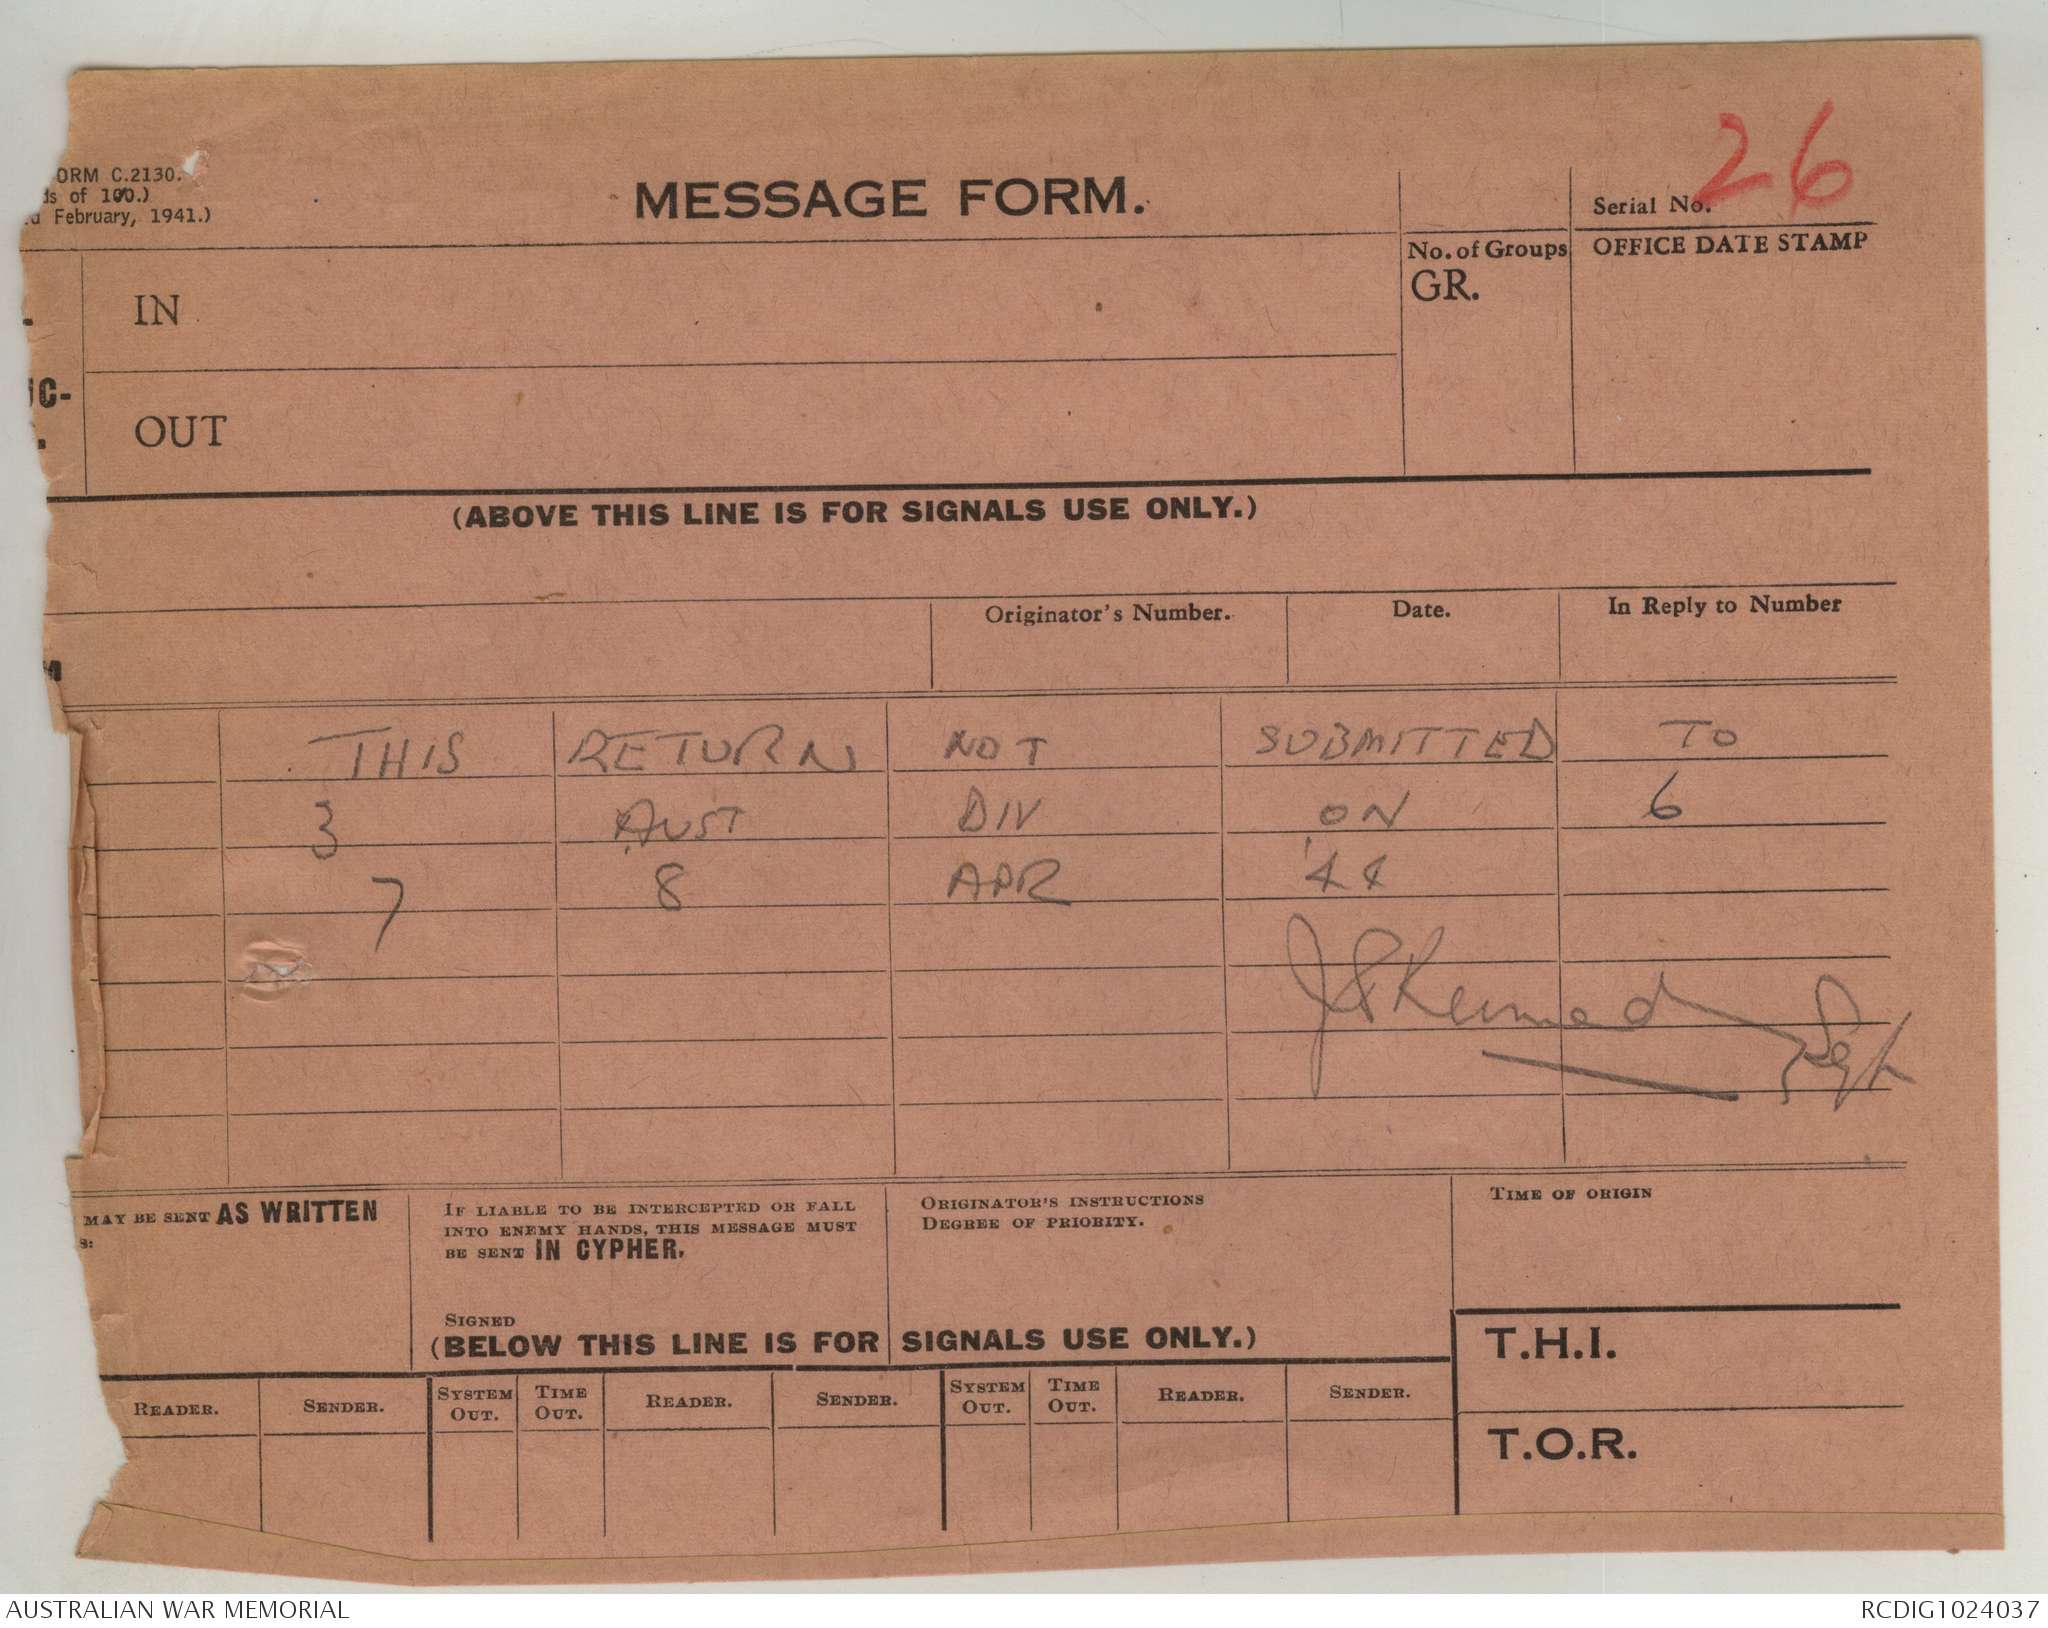 ORM C.2130.
ds of 100.)
d February, 1941.)
MESSAGE FORM.
Serial No. 26
No. of Groups
GR.
OFFICE DATE STAMP
IN
UC-
OUT
(ABOVE THIS LINE IS FOR SIGNALS USE ONLY.)
Originator's Number. Date. In Reply to Number
M
THIS RETURN NOT SUBMITTED TO
3 AUST DIV ON 6
7 8 APR '44
J S Kennedy Sgt
MAY BE SENT AS WRITTEN
S:
IF LIABLE TO BE INTERCEPTED OR FALL
INTO ENEMY HANDS, THIS MESSAGE MUST
BE SENT IN CYPHER.
SIGNED
ORIGINATOR'S INSTRUCTIONS
DEGREE OF PRIORITY.
TIME OF ORIGIN
(BELOW THIS LINE IS FOR SIGNALS USE ONLY.)
T.H.I.
READER. SENDER. SYSTEM OUT. TIME OUT. READER. SENDER. SYSTEM OUT. TIME OUT. READER. SENDER.
T.O.R.
AUSTRALIAN WAR MEMORIAL RCDIG1024037